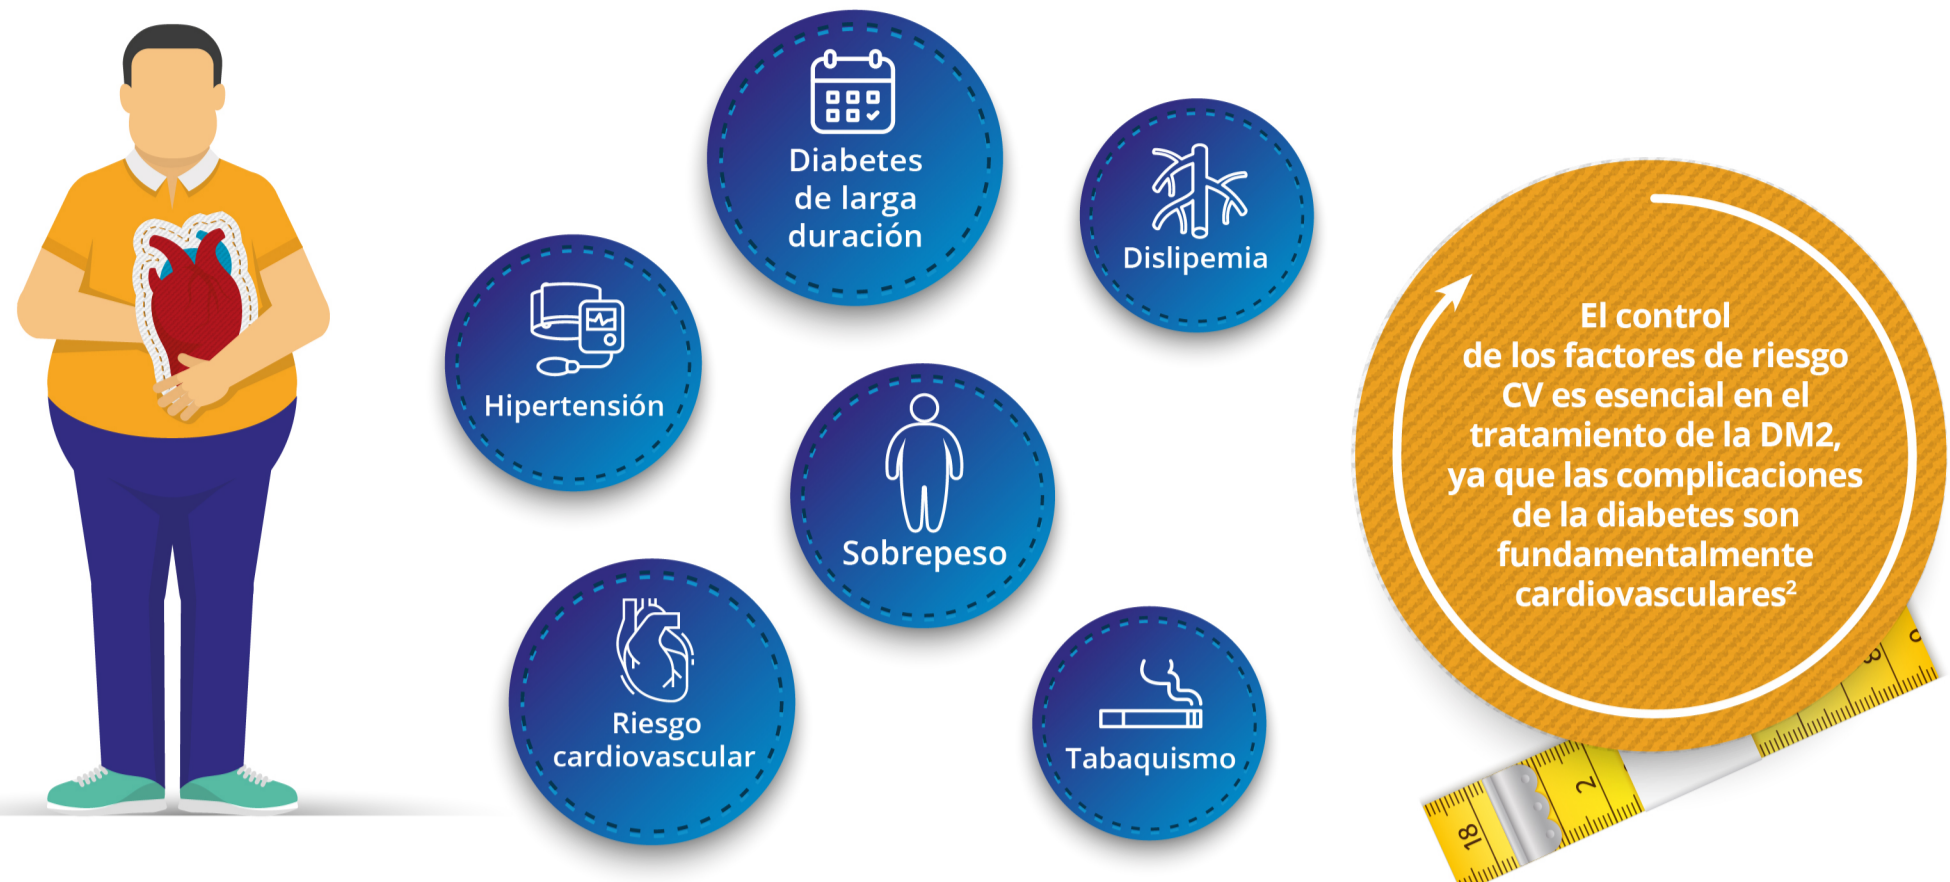 Diabetes
de larga
duración
Dislipemia
Hipertensión
Sobrepeso
Riesgo
cardiovascular
Tabaquismo
El control
de los factores de riesgo
CV es esencial en el
tratamiento de la DM2,
ya que las complicaciones
de la diabetes son
fundamentalmente
cardiovasculares²
18
2